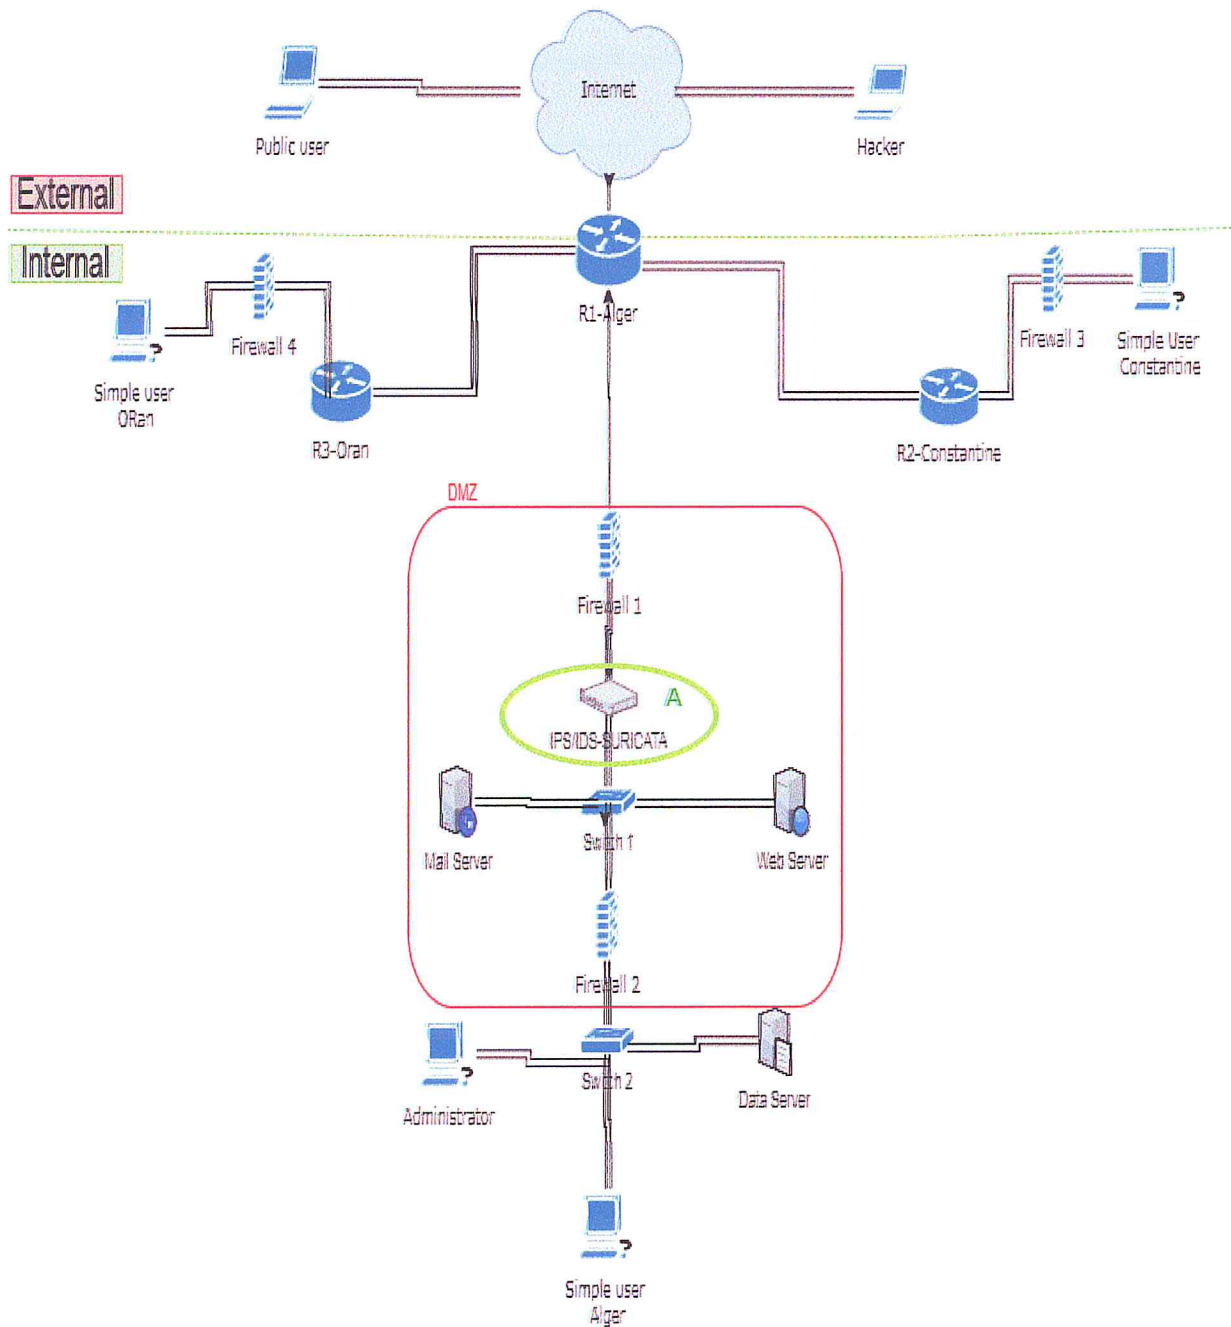 Internet
Public user
Hacker
External
Internal
R1-Alger
Firewall 4
Firewall 3
Simple user
ORan
Simple User
Constantine
R3-Oran
R2-Constantine
DMZ
Firewall 1
A
IPS/IDS-SURICATA
Switch 1
Mail Server
Web Server
Firewall 2
Switch 2
Administrator
Data Server
Simple user
Alger